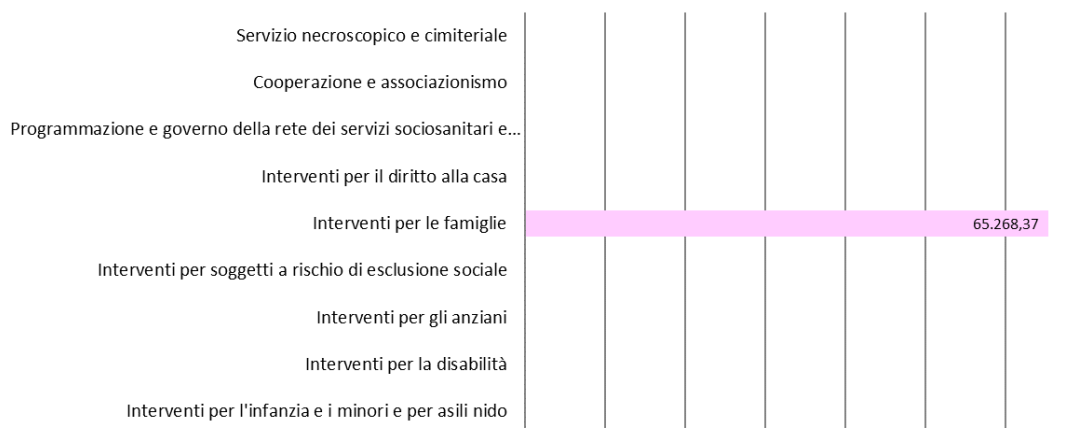 Servizio necroscopico e cimiteriale
Cooperazione e associazionismo
Programmazione e governo della rete dei servizi sociosanitari e...
Interventi per il diritto alla casa
Interventi per le famiglie 65.268,37
Interventi per soggetti a rischio di esclusione sociale
Interventi per gli anziani
Interventi per la disabilità
Interventi per l'infanzia e i minori e per asili nido